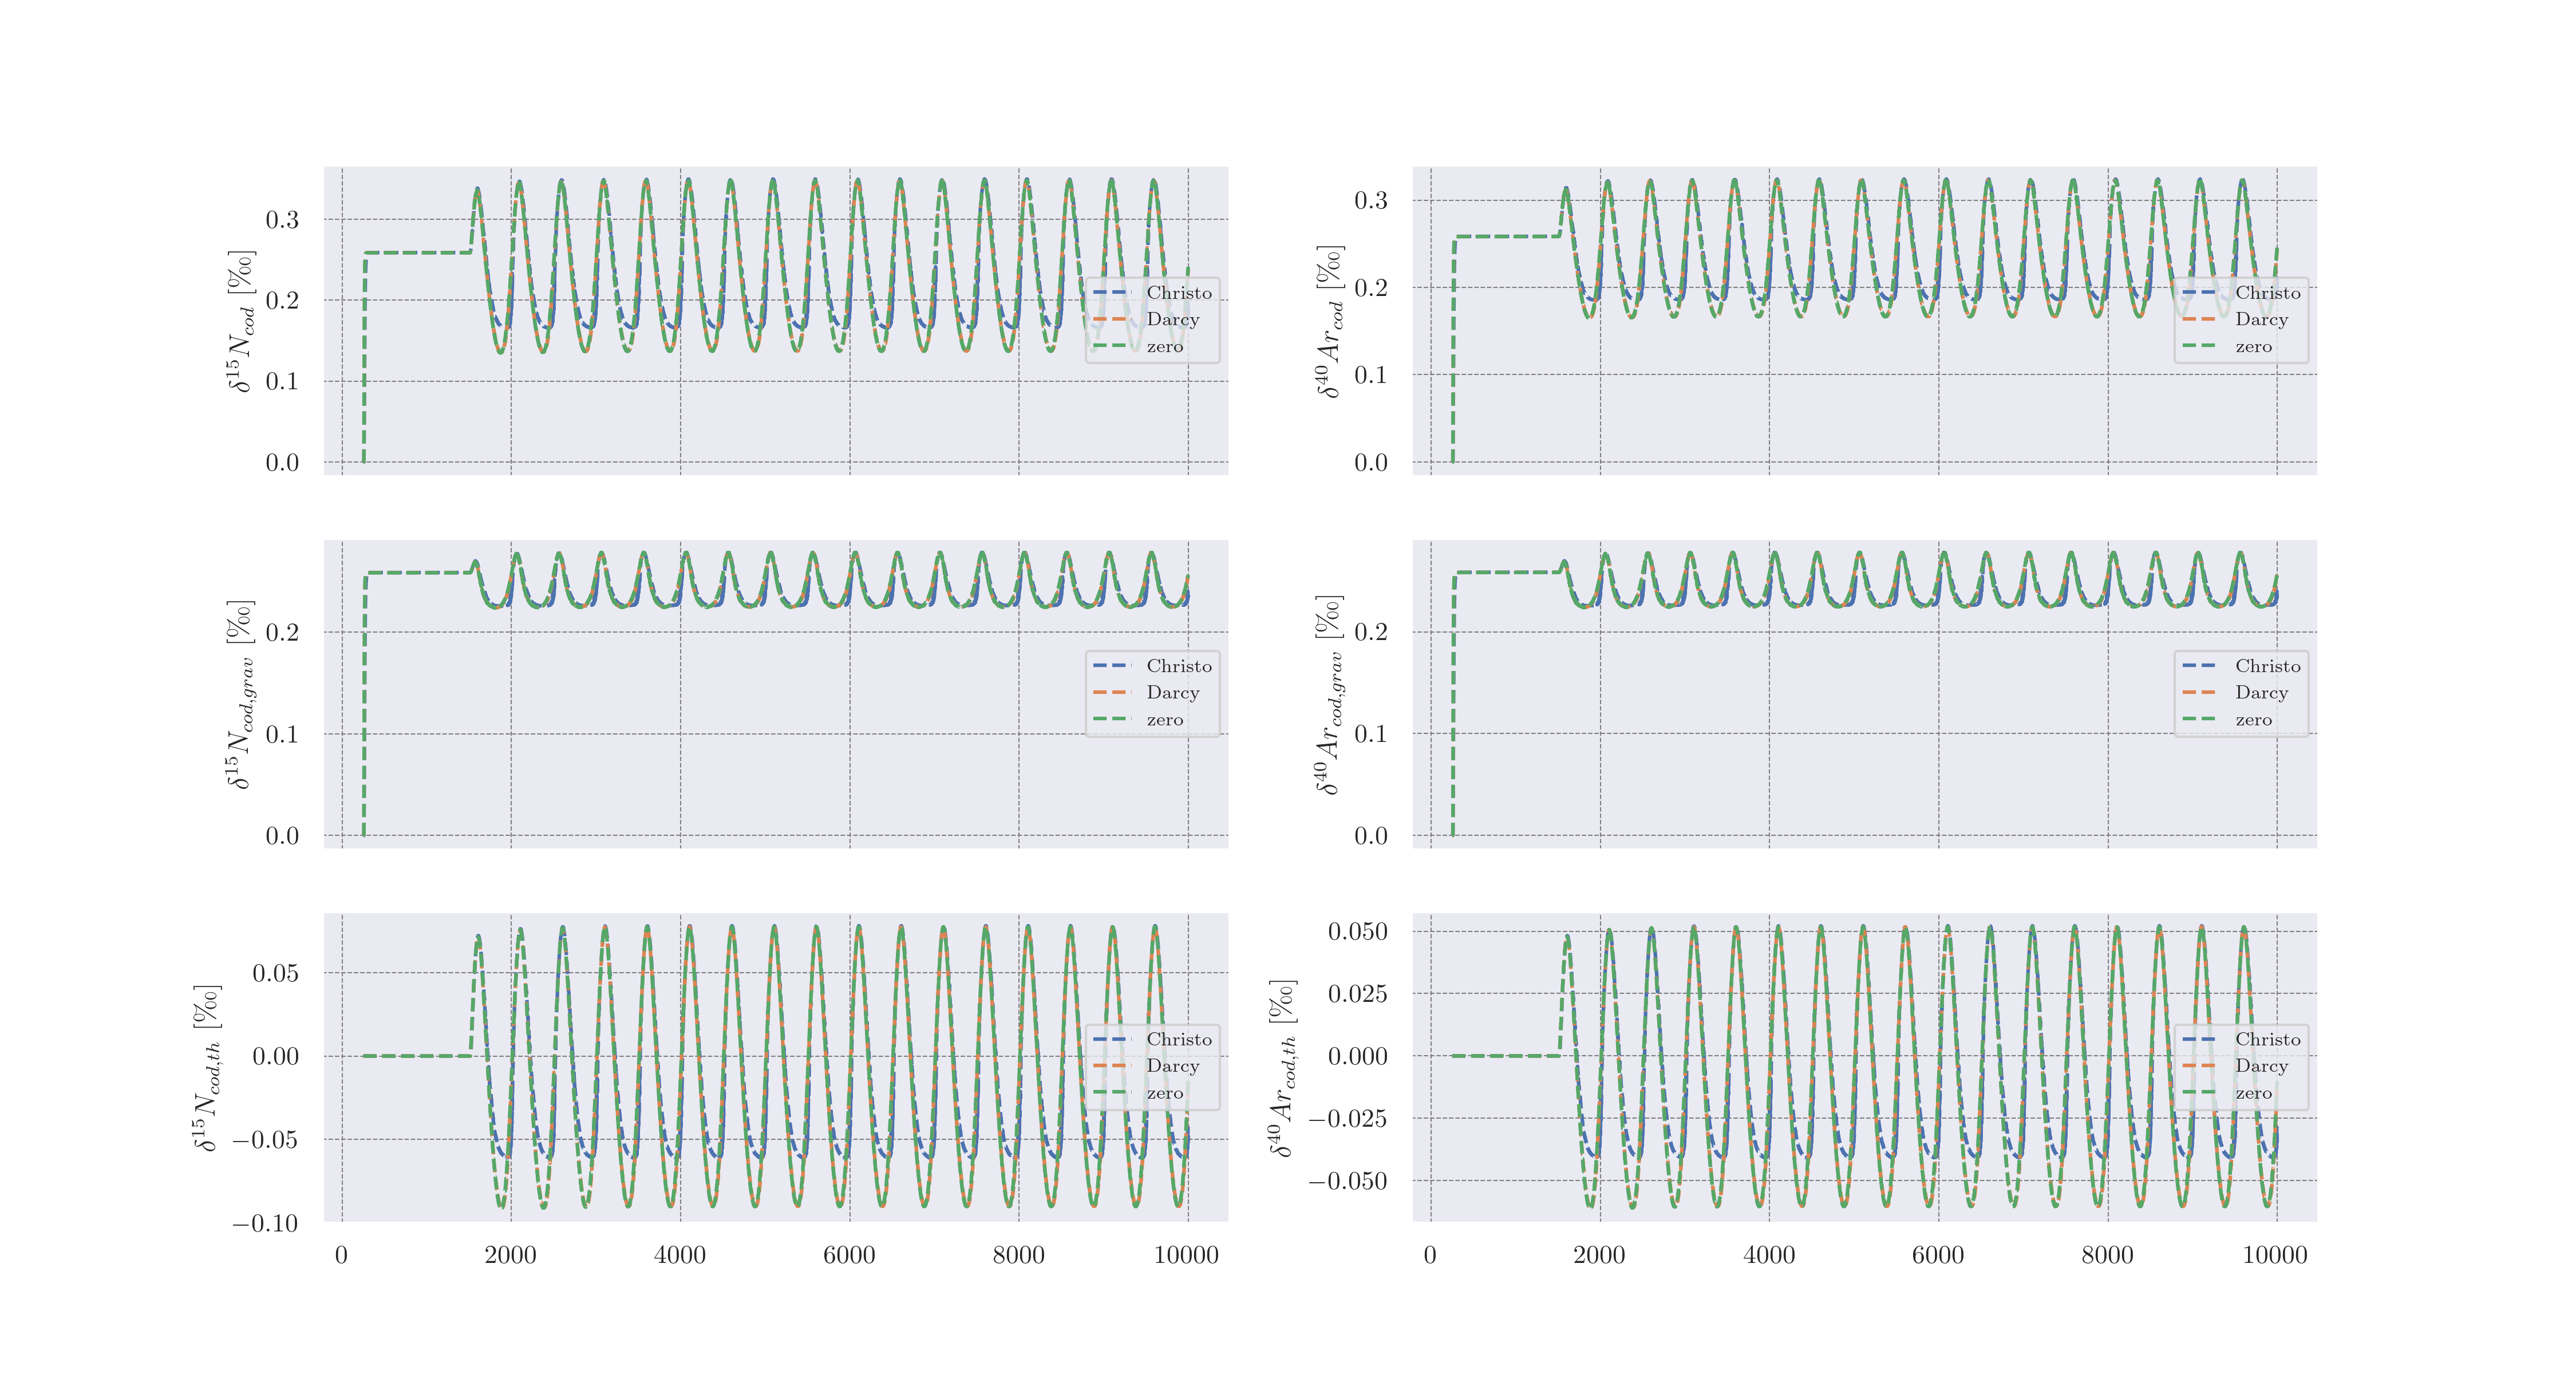 δ¹⁵N_cod [‰]
0.3
0.2
0.1
0.0
Christo
Darcy
zero
δ⁴⁰Ar_cod [‰]
0.3
0.2
0.1
0.0
Christo
Darcy
zero
δ¹⁵N_cod,grav [‰]
0.2
0.1
0.0
Christo
Darcy
zero
δ⁴⁰Ar_cod,grav [‰]
0.2
0.1
0.0
Christo
Darcy
zero
δ¹⁵N_cod,th [‰]
0.05
0.00
−0.05
−0.10
Christo
Darcy
zero
0 2000 4000 6000 8000 10000
δ⁴⁰Ar_cod,th [‰]
0.050
0.025
0.000
−0.025
−0.050
Christo
Darcy
zero
0 2000 4000 6000 8000 10000